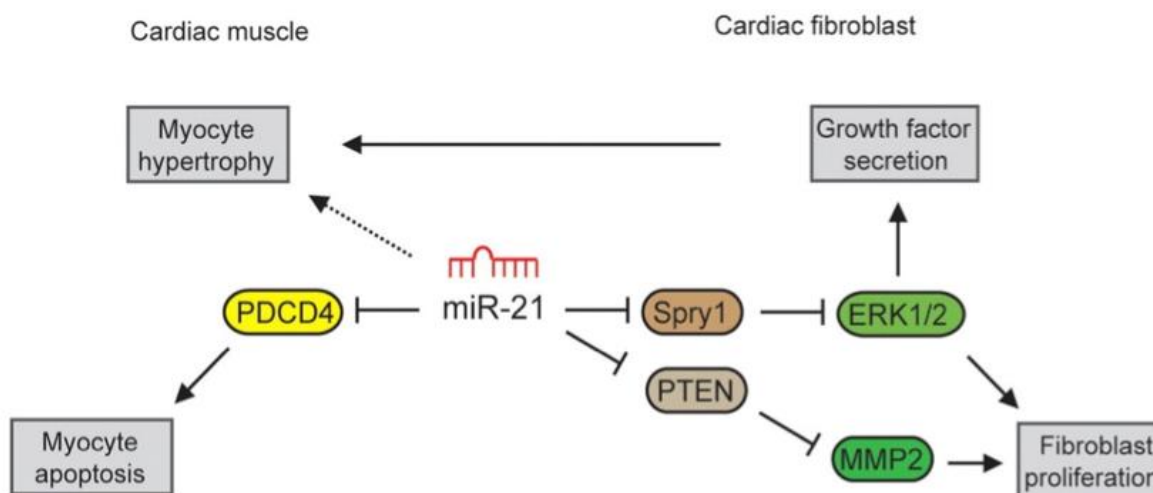 Cardiac muscle
Cardiac fibroblast
Myocyte
hypertrophy
Growth factor
secretion
miR-21
PDCD4
Spry1
ERK1/2
PTEN
MMP2
Myocyte
apoptosis
Fibroblast
proliferation